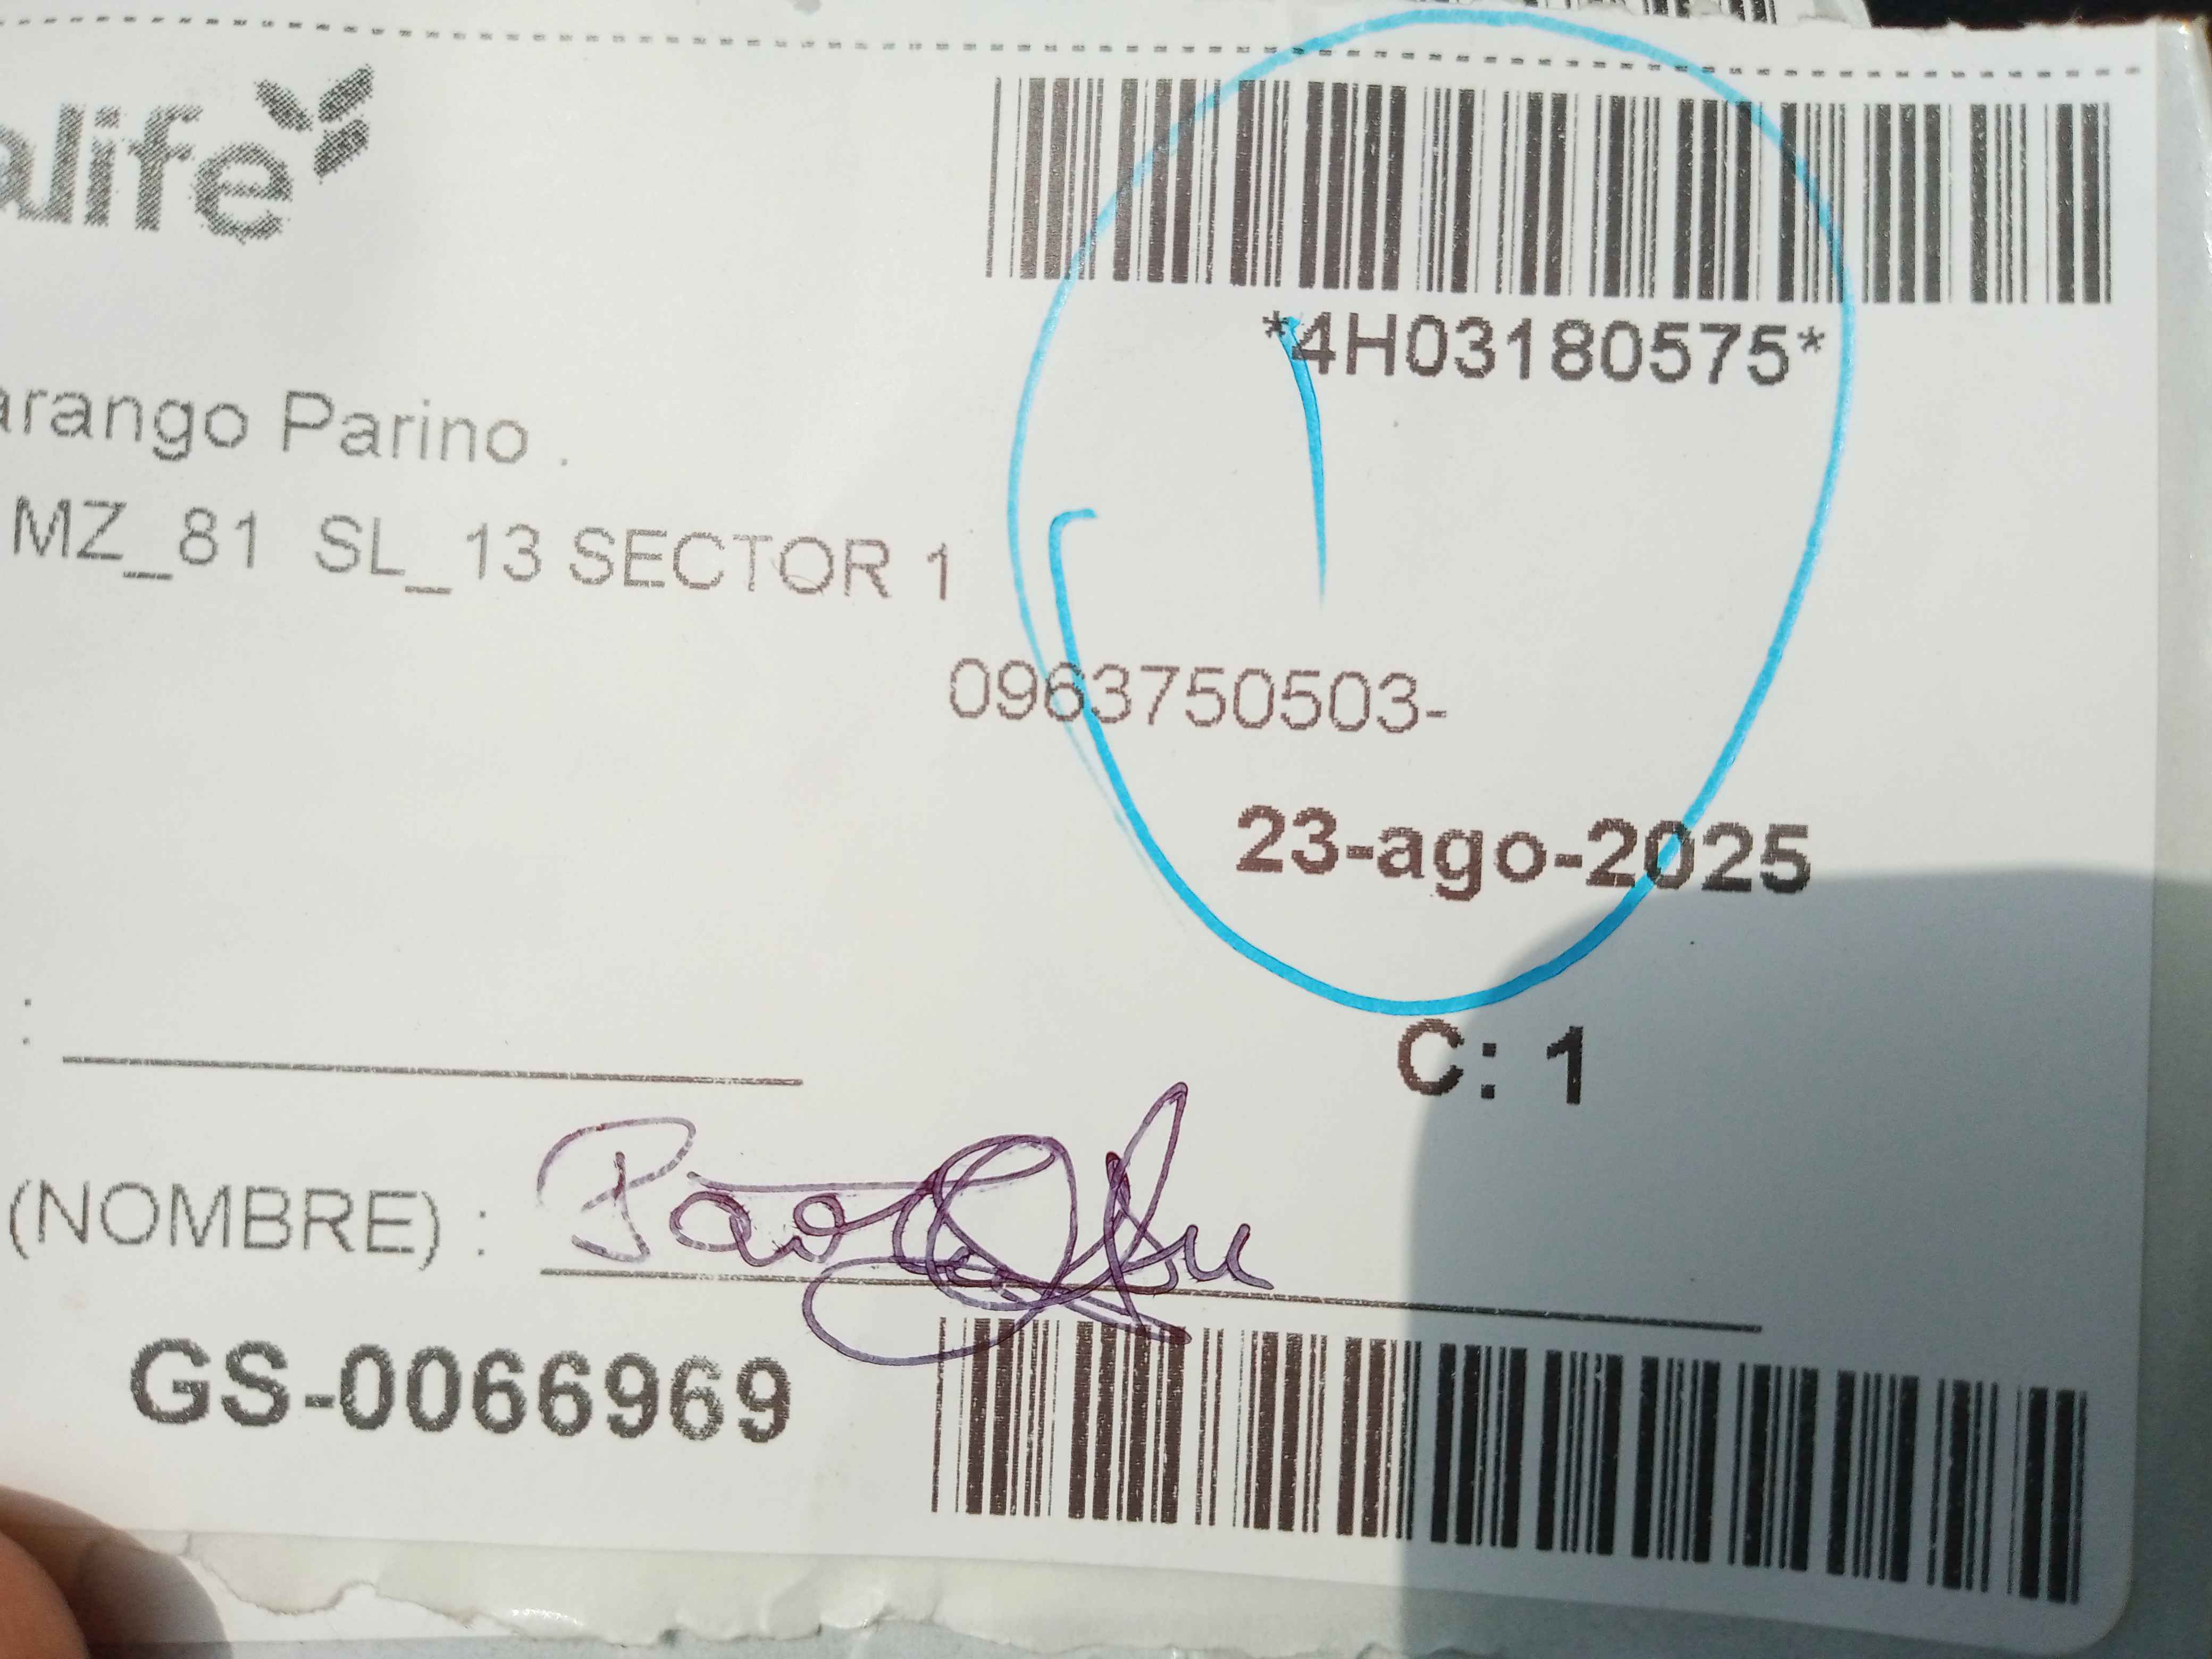 alife
*4H03180575*
arango Parino .
MZ_81 SL_13 SECTOR 1
0963750503-
23-ago-2025
:
C: 1
(NOMBRE) :
GS-0066969